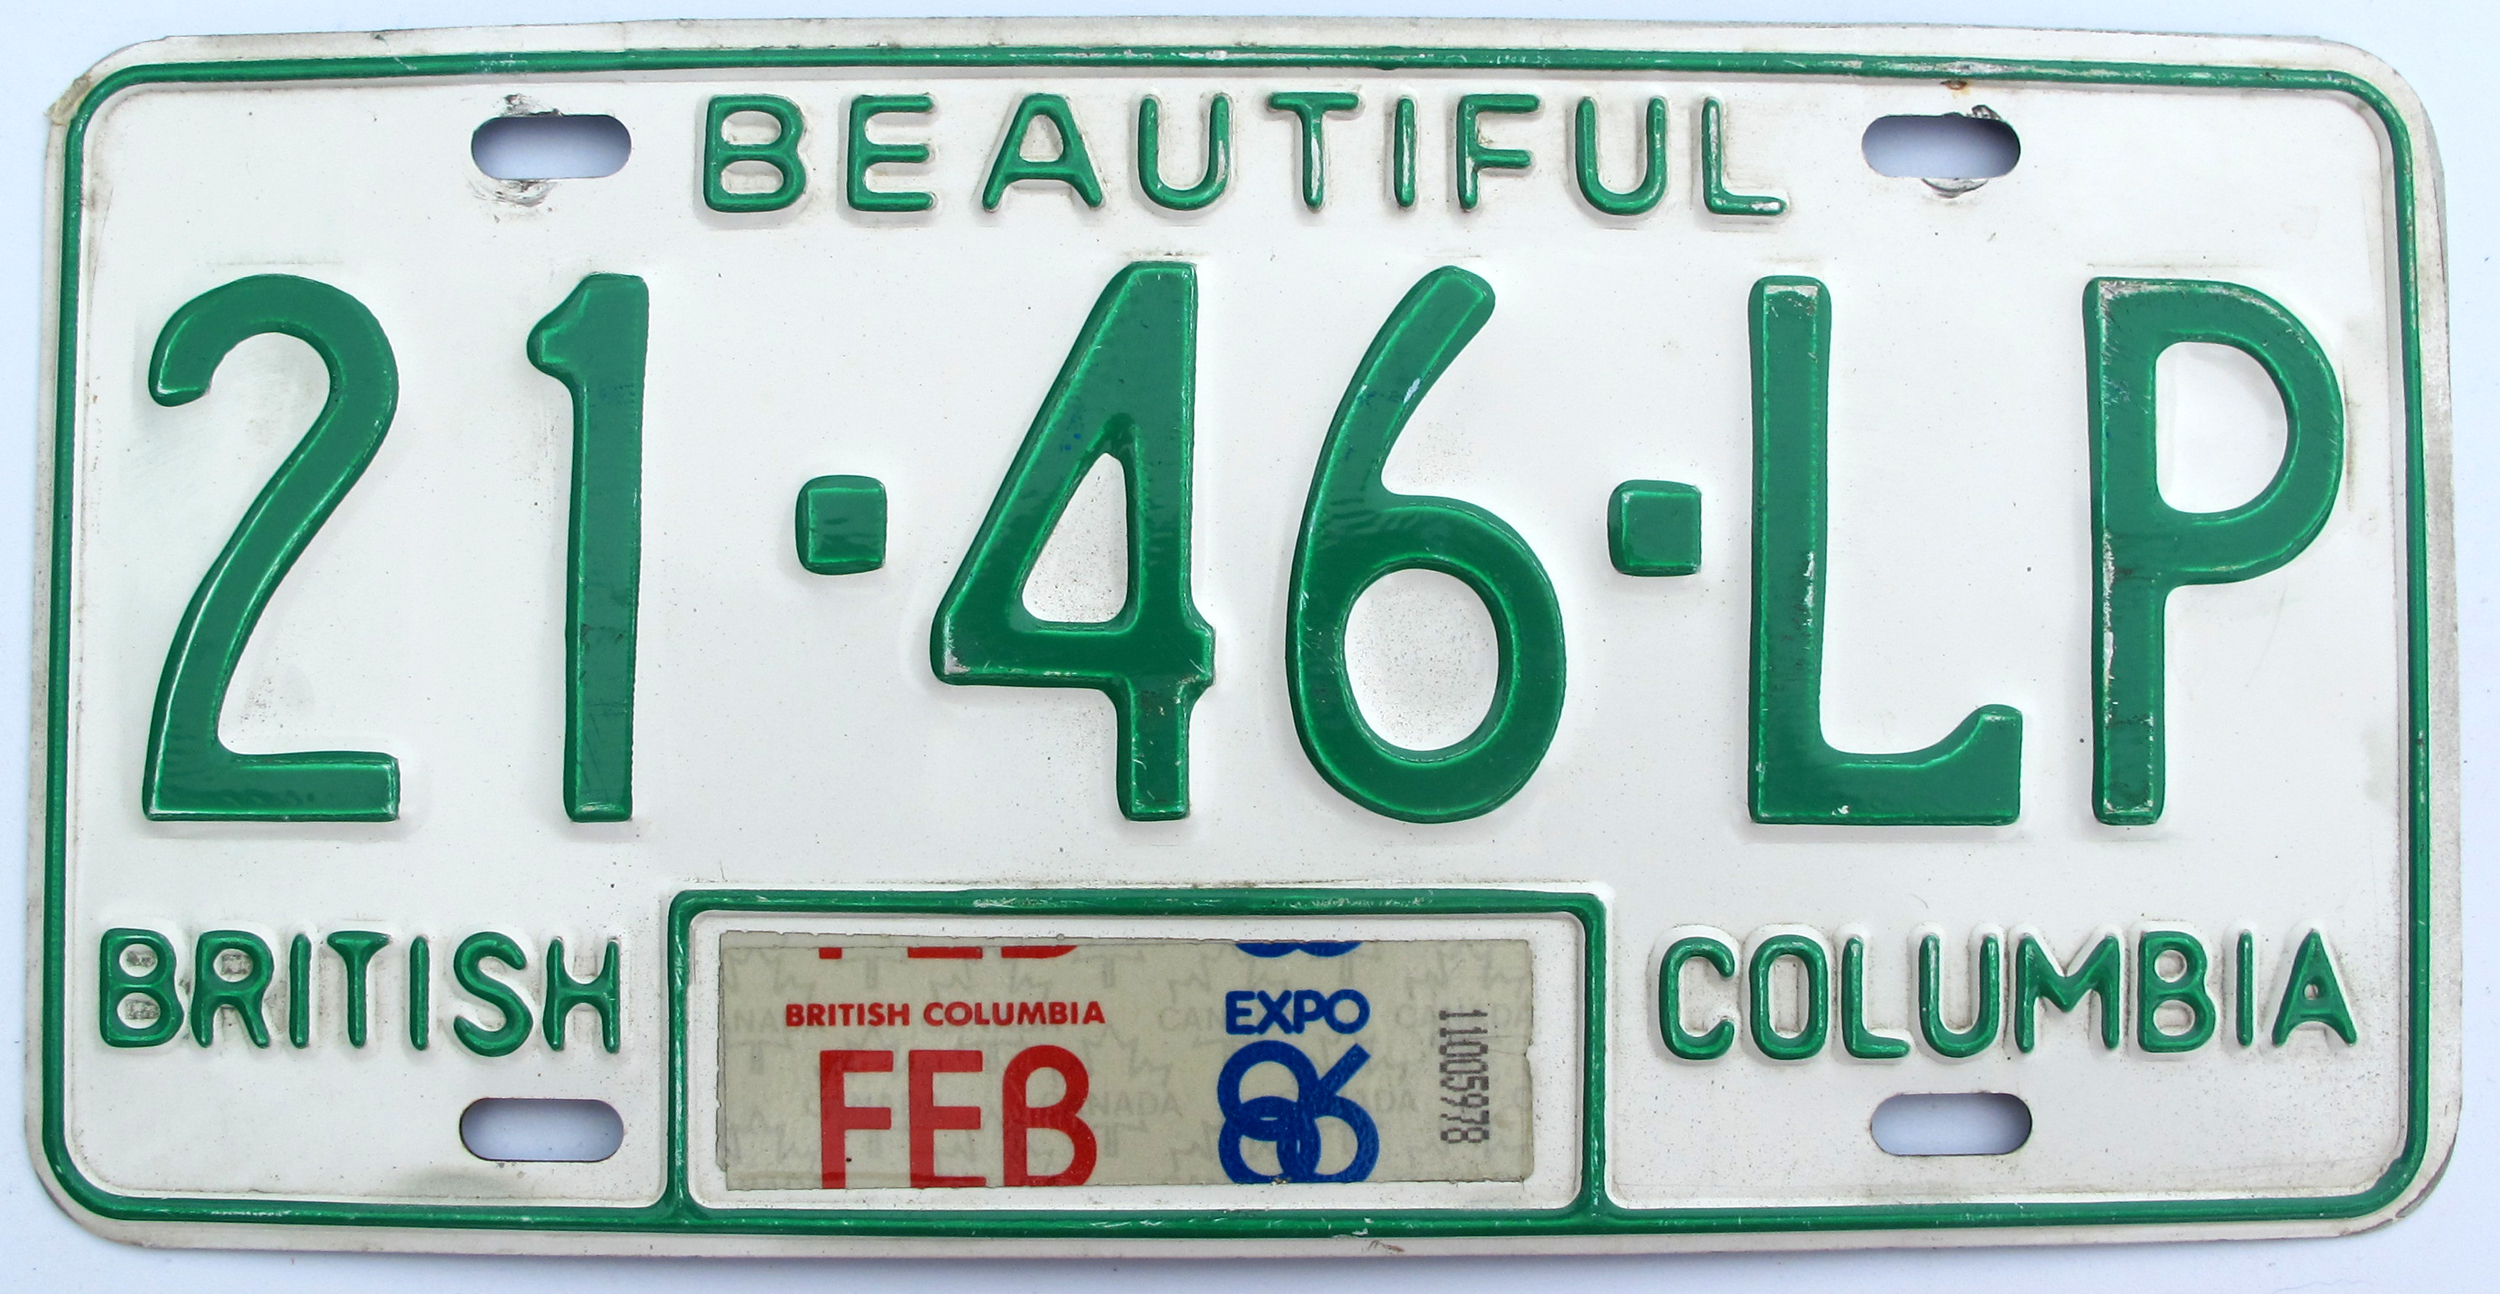 BEAUTIFUL
21·46·LP
BRITISH
COLUMBIA
BRITISH COLUMBIA
FEB
EXPO
86
11005978